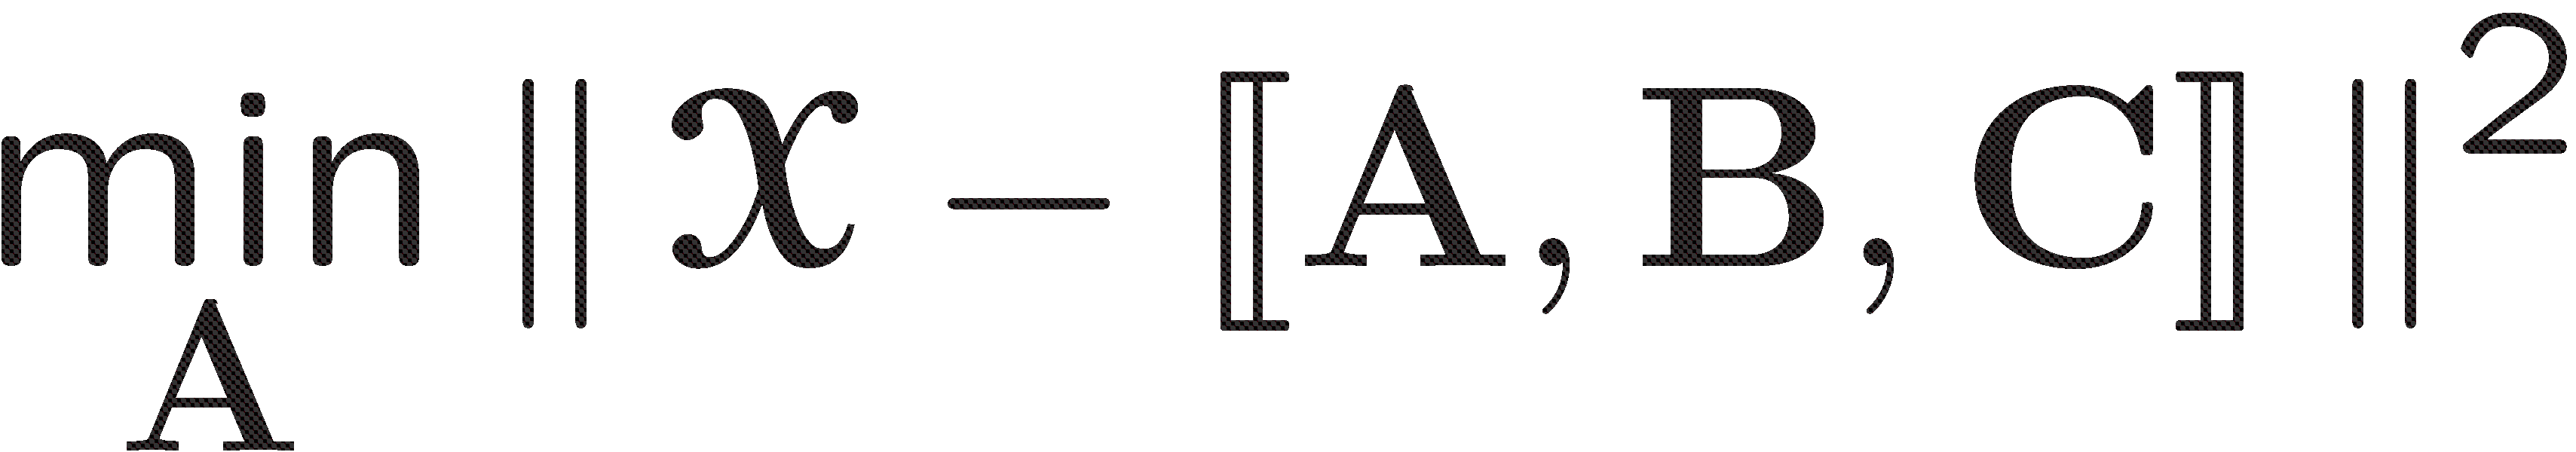 min ‖ 𝓧 − ⟦𝐀, 𝐁, 𝐂⟧ ‖²
𝐀